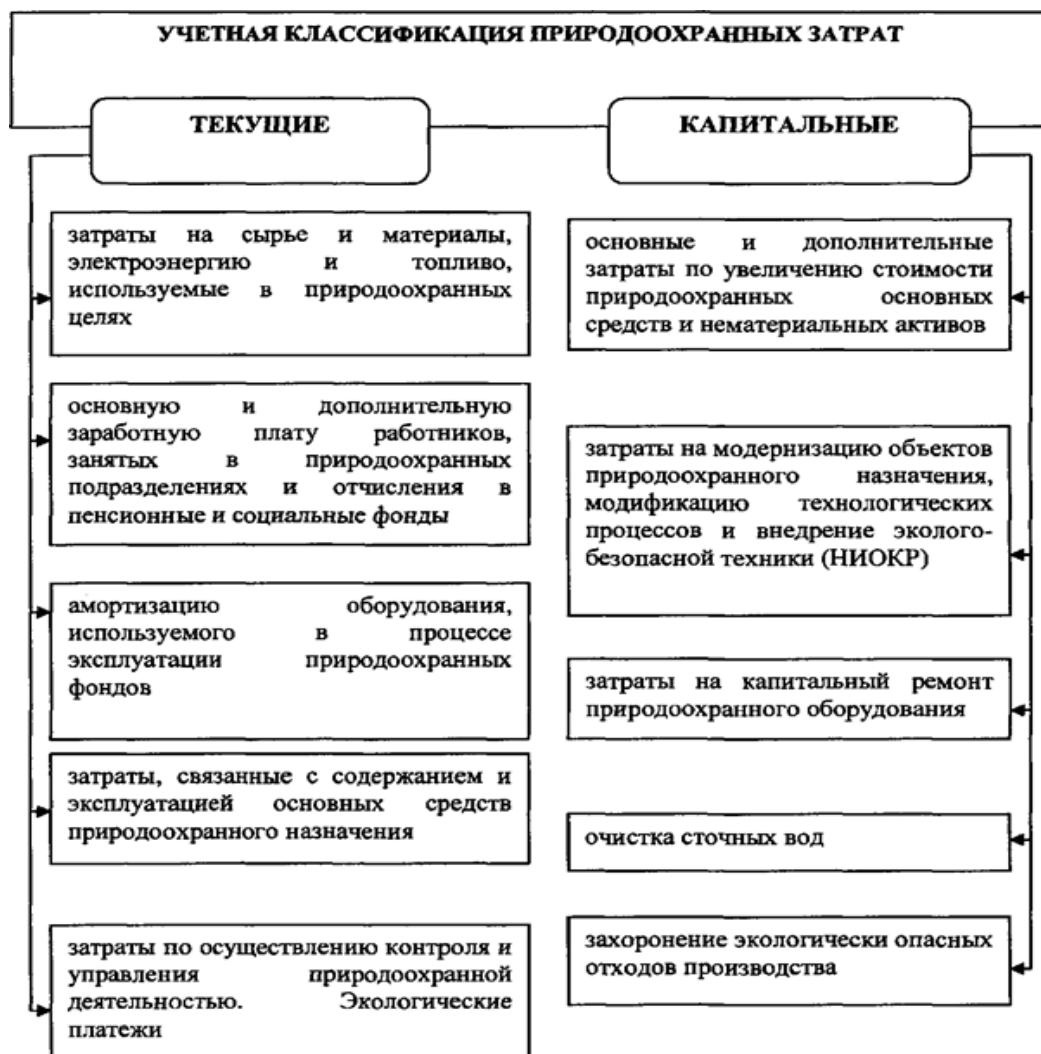 УЧЕТНАЯ КЛАССИФИКАЦИЯ ПРИРОДООХРАННЫХ ЗАТРАТ
ТЕКУЩИЕ
затраты на сырье и материалы,
электроэнергию и топливо,
используемые в природоохранных
целях
основную и дополнительную
заработную плату работников,
занятых в природоохранных
подразделениях и отчисления в
пенсионные и социальные фонды
амортизацию оборудования,
используемого в процессе
эксплуатации природоохранных
фондов
затраты, связанные с содержанием и
эксплуатацией основных средств
природоохранного назначения
затраты по осуществлению контроля и
управления природоохранной
деятельностью. Экологические
платежи
КАПИТАЛЬНЫЕ
основные и дополнительные
затраты по увеличению стоимости
природоохранных основных
средств и нематериальных активов
затраты на модернизацию объектов
природоохранного назначения,
модификацию технологических
процессов и внедрение эколого-
безопасной техники (НИОКР)
затраты на капитальный ремонт
природоохранного оборудования
очистка сточных вод
захоронение экологически опасных
отходов производства